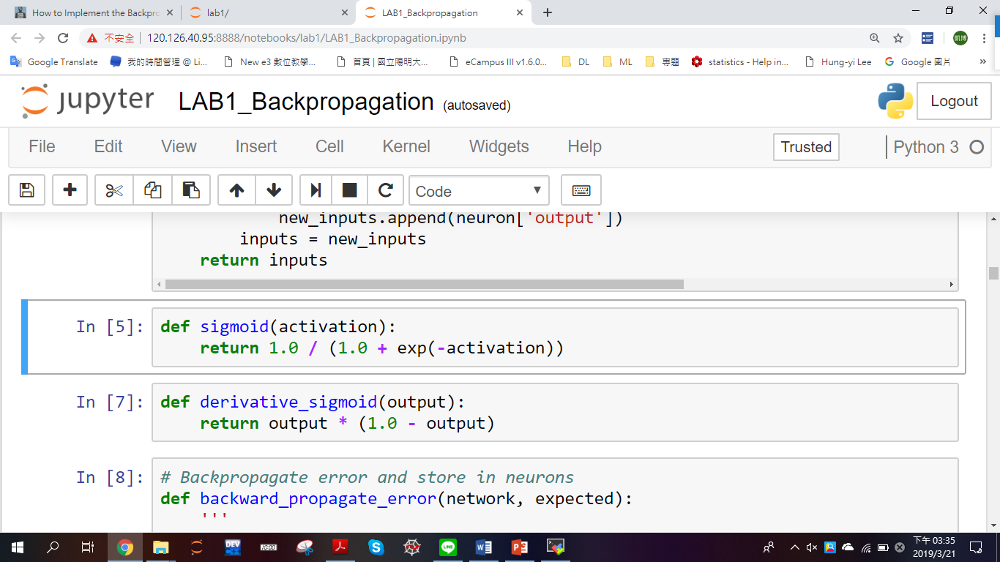 How to Implement the Backpro
lab1/
LAB1_Backpropagation
不安全 | 120.126.40.95:8888/notebooks/lab1/LAB1_Backpropagation.ipynb
凱博
Google Translate
我的時間管理 @ Li...
New e3 數位教學...
首頁 | 國立陽明大...
eCampus III v1.6.0...
DL
ML
專題
statistics - Help in...
Hung-yi Lee
Google 圖片
»
jupyter
LAB1_Backpropagation (autosaved)
Logout
File Edit View Insert Cell Kernel Widgets Help
Trusted
Python 3
Code
new_inputs.append(neuron['output'])
inputs = new_inputs
return inputs
In [5]:
def sigmoid(activation):
return 1.0 / (1.0 + exp(-activation))
In [7]:
def derivative_sigmoid(output):
return output * (1.0 - output)
In [8]:
# Backpropagate error and store in neurons
def backward_propagate_error(network, expected):
'''
DEV
LINE
下午 03:35
2019/3/21